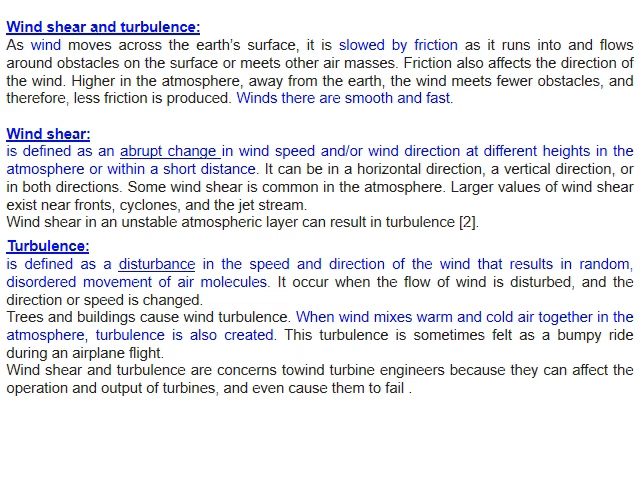 Wind shear and turbulence:
As wind moves across the earth's surface, it is slowed by friction as it runs into and flows
around obstacles on the surface or meets other air masses. Friction also affects the direction of
the wind. Higher in the atmosphere, away from the earth, the wind meets fewer obstacles, and
therefore, less friction is produced. Winds there are smooth and fast.
Wind shear:
is defined as an abrupt change in wind speed and/or wind direction at different heights in the
atmosphere or within a short distance. It can be in a horizontal direction, a vertical direction, or
in both directions. Some wind shear is common in the atmosphere. Larger values of wind shear
exist near fronts, cyclones, and the jet stream.
Wind shear in an unstable atmospheric layer can result in turbulence [2].
Turbulence:
is defined as a disturbance in the speed and direction of the wind that results in random,
disordered movement of air molecules. It occur when the flow of wind is disturbed, and the
direction or speed is changed.
Trees and buildings cause wind turbulence. When wind mixes warm and cold air together in the
atmosphere, turbulence is also created. This turbulence is sometimes felt as a bumpy ride
during an airplane flight.
Wind shear and turbulence are concerns towind turbine engineers because they can affect the
operation and output of turbines, and even cause them to fail .